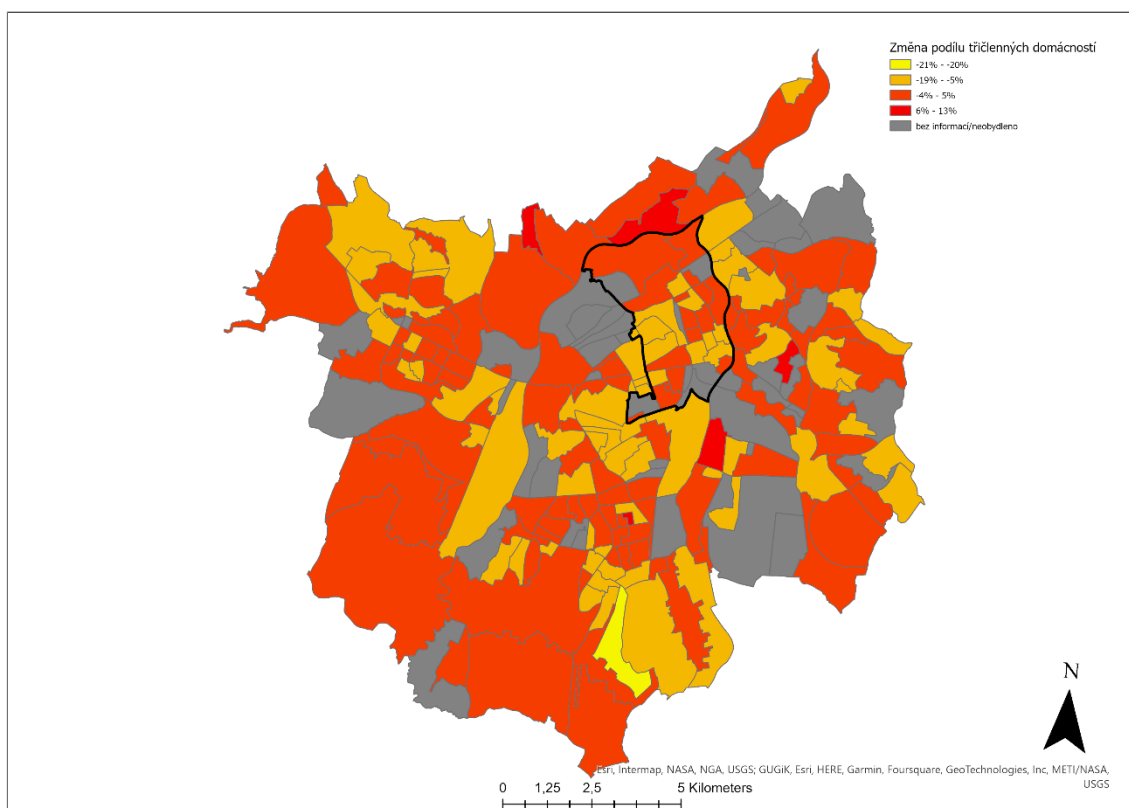 Změna podílu tříčlenných domácností
-21% - -20%
-19% - -5%
-4% - 5%
6% - 13%
bez informací/neobydleno
N
Esri, Intermap, NASA, NGA, USGS; GUGiK, Esri, HERE, Garmin, Foursquare, GeoTechnologies, Inc, METI/NASA,
USGS
0 1,25 2,5 5 Kilometers